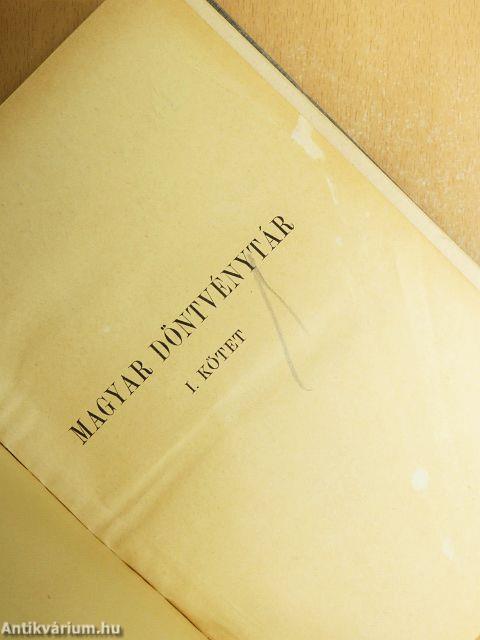 MAGYAR DÖNTVÉNYTÁR
I. KÖTET
Antikvárium.hu